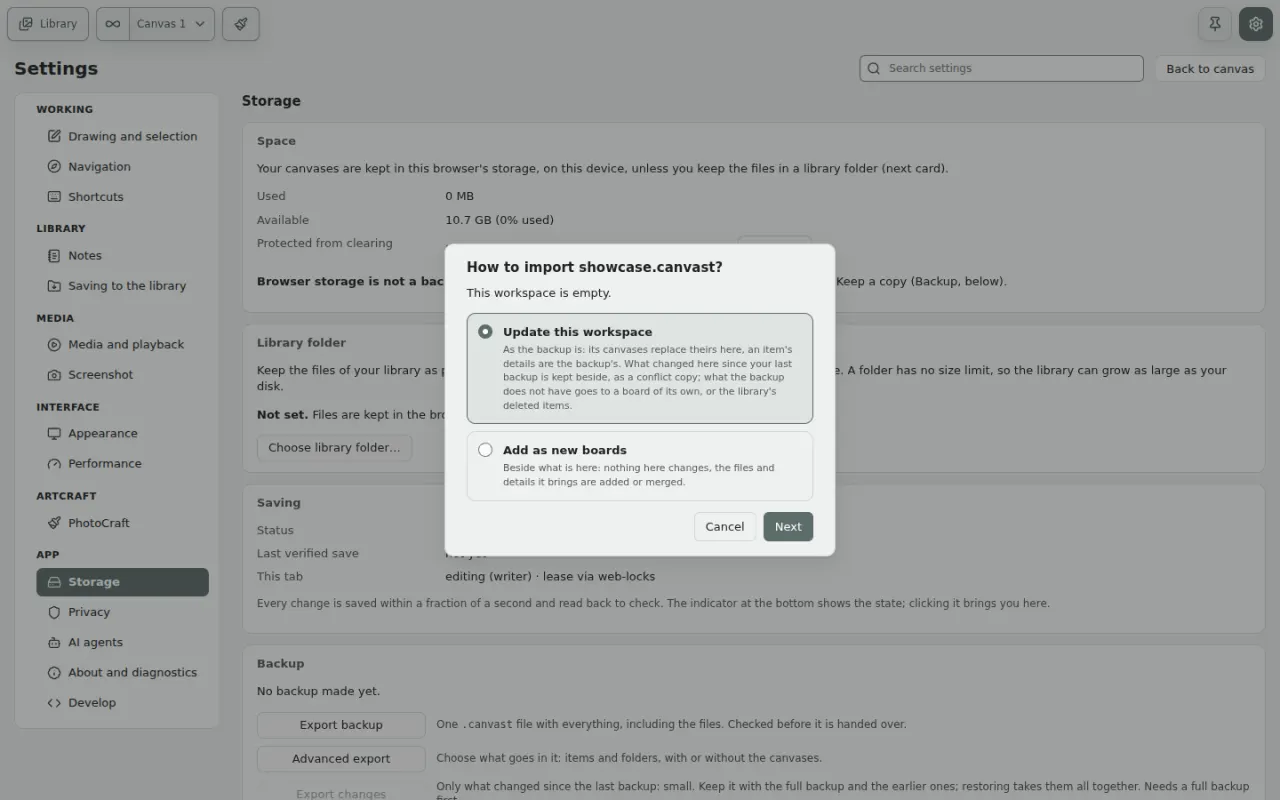 Library
Canvas 1
Settings
Search settings
Back to canvas
WORKING
Drawing and selection
Navigation
Shortcuts
LIBRARY
Notes
Saving to the library
MEDIA
Media and playback
Screenshot
INTERFACE
Appearance
Performance
ARTCRAFT
PhotoCraft
APP
Storage
Privacy
AI agents
About and diagnostics
Develop
Storage
Space
Your canvases are kept in this browser's storage, on this device, unless you keep the files in a library folder (next card).
Used 0 MB
Available 10.7 GB (0% used)
Protected from clearing
Browser storage is not a bac
Keep a copy (Backup, below).
Library folder
Keep the files of your library as p
e. A folder has no size limit, so the library can grow as large as your
disk.
Not set. Files are kept in the bro
Choose library folder…
Saving
Status
Last verified save
This tab editing (writer) · lease via web-locks
Every change is saved within a fraction of a second and read back to check. The indicator at the bottom shows the state; clicking it brings you here.
Backup
No backup made yet.
Export backup One .canvast file with everything, including the files. Checked before it is handed over.
Advanced export Choose what goes in it: items and folders, with or without the canvases.
Export changes Only what changed since the last backup: small. Keep it with the full backup and the earlier ones; restoring takes them all together. Needs a full backup
How to import showcase.canvast?
This workspace is empty.
Update this workspace
As the backup is: its canvases replace theirs here, an item's
details are the backup's. What changed here since your last
backup is kept beside, as a conflict copy; what the backup
does not have goes to a board of its own, or the library's
deleted items.
Add as new boards
Beside what is here: nothing here changes, the files and
details it brings are added or merged.
Cancel
Next